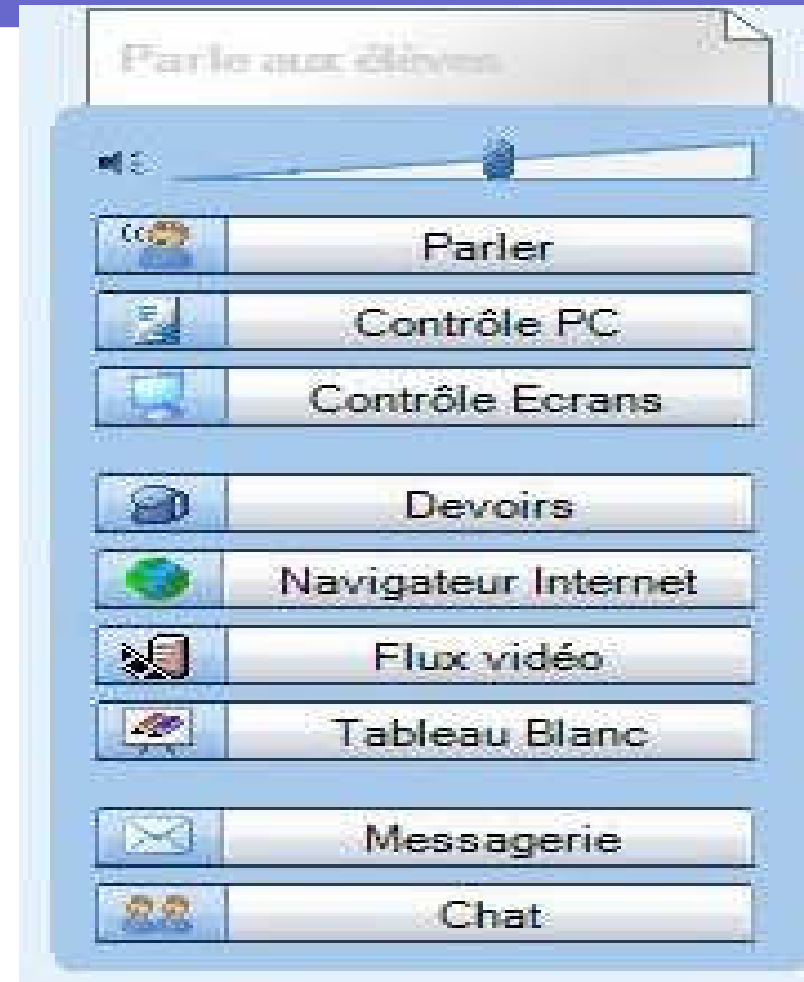 Parle aux élèves
Parler
Contrôle PC
Contrôle Ecrans
Devoirs
Navigateur Internet
Flux vidéo
Tableau Blanc
Messagerie
Chat